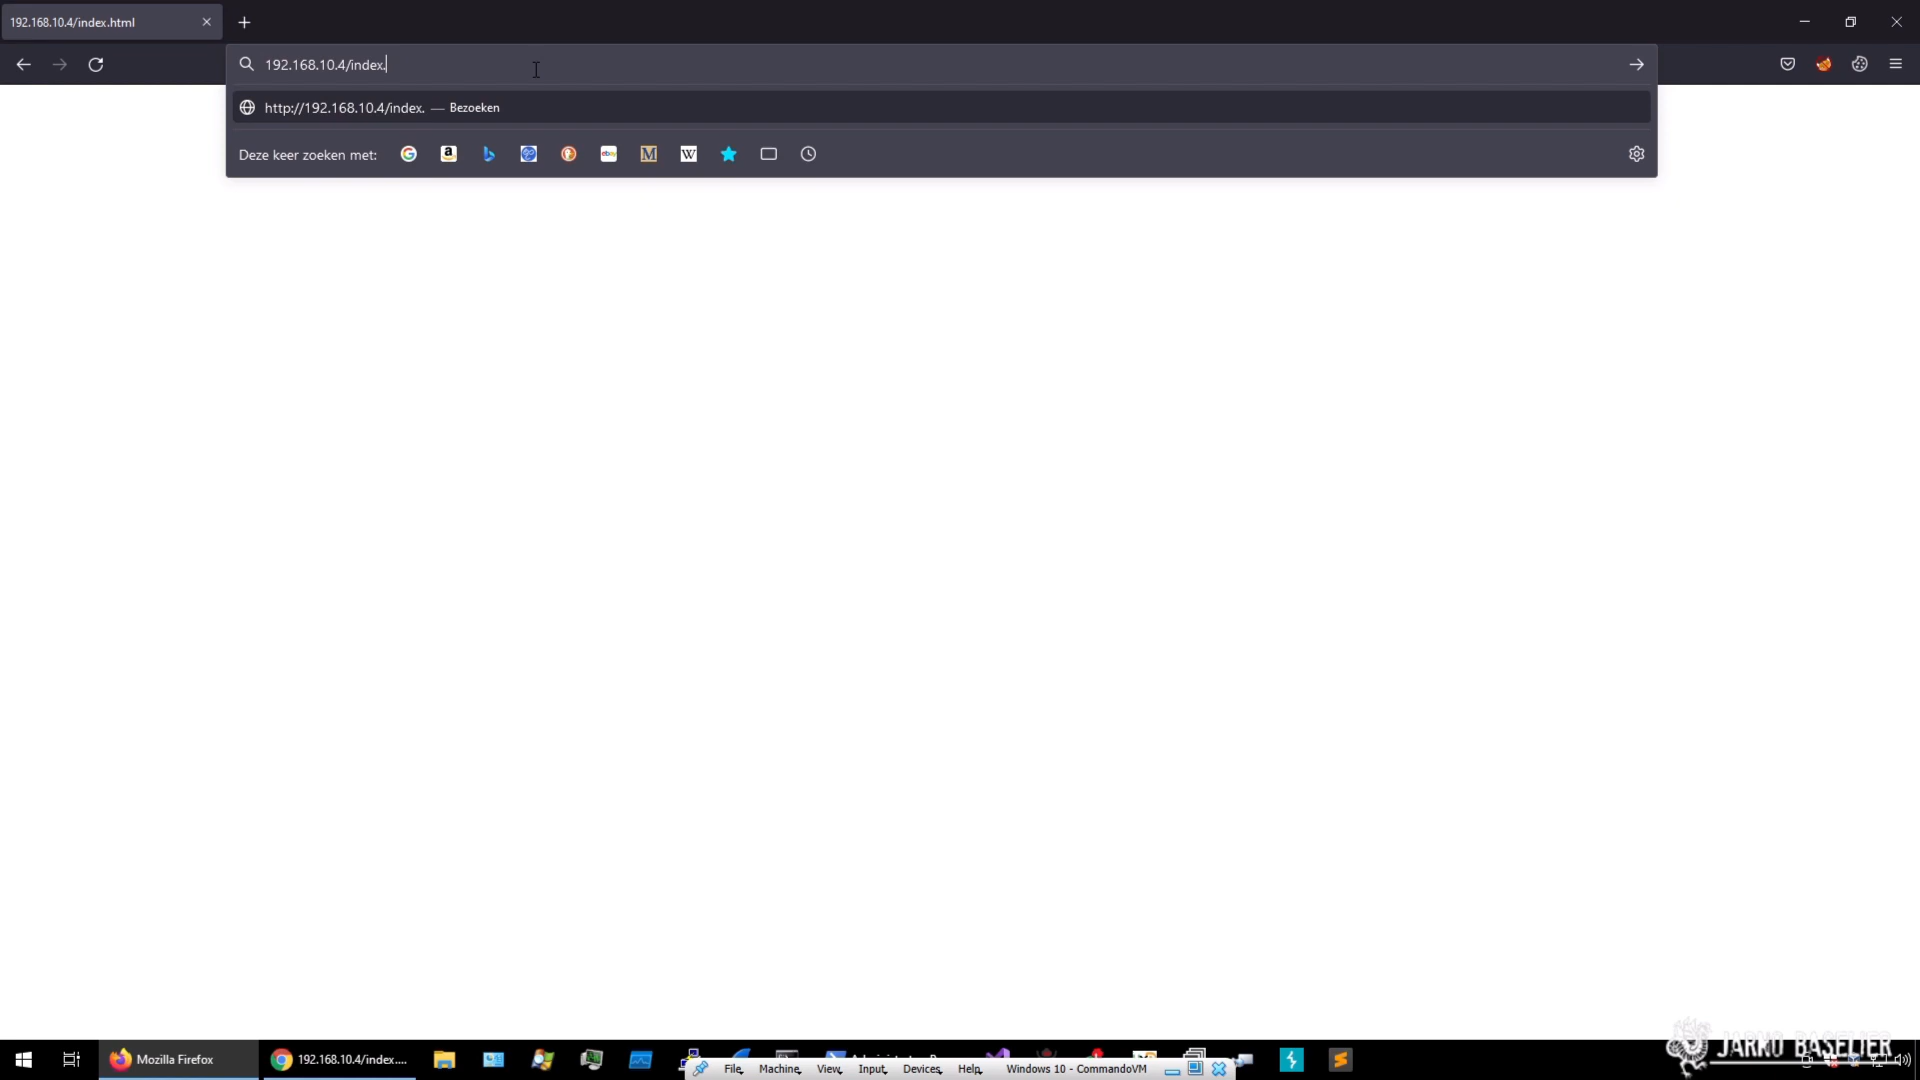 192.168.10.4/index.html
192.168.10.4/index.
http://192.168.10.4/index. — Bezoeken
Deze keer zoeken met:
a
ebay
M
W
Mozilla Firefox
192.168.10.4/index....
File
Machine
View
Input
Devices
Help
Windows 10 - CommandoVM
JARNO BASELIER